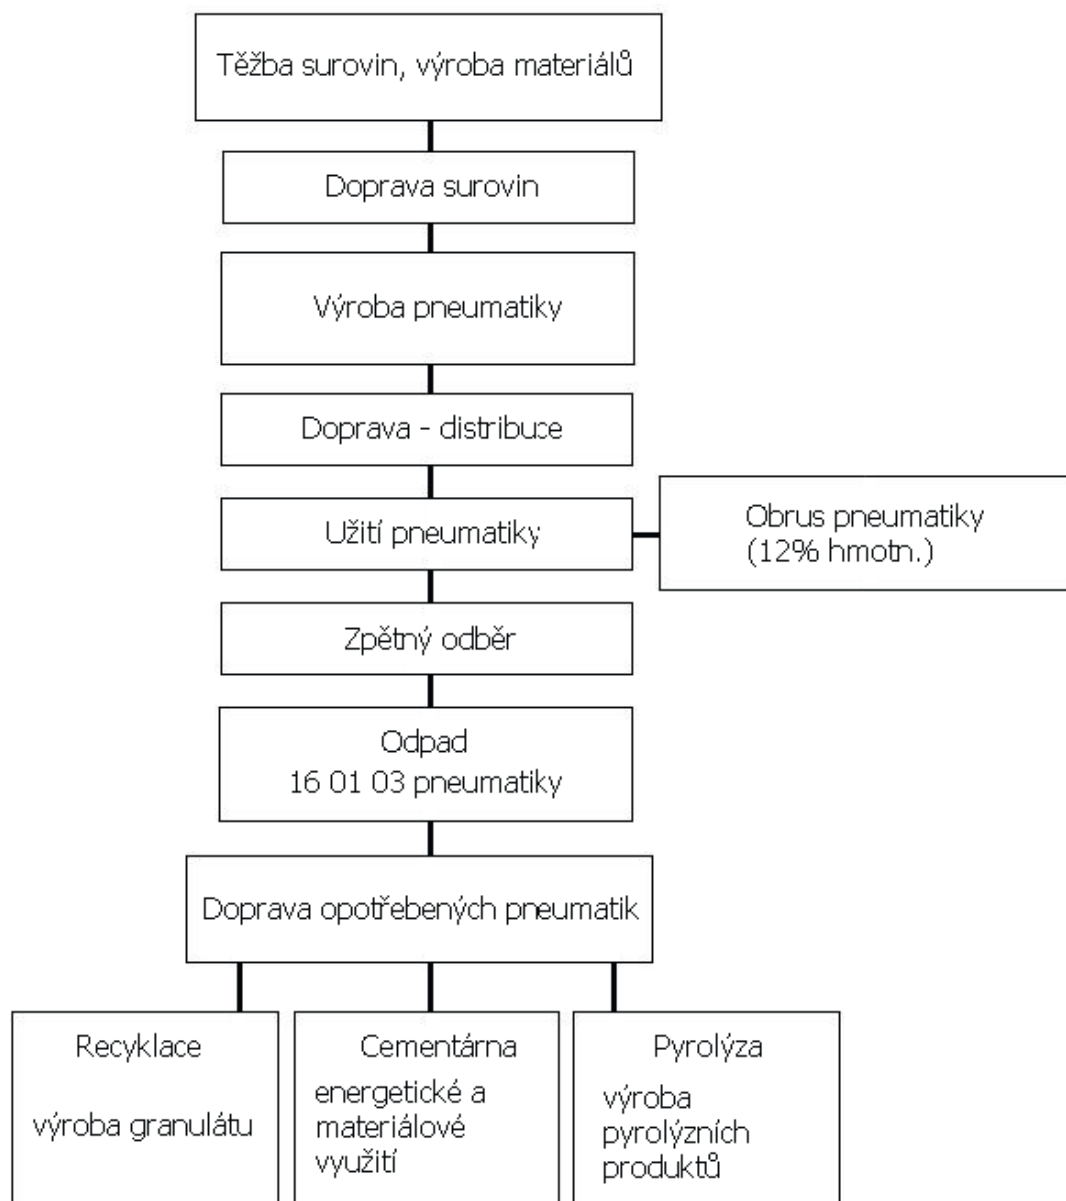 Těžba surovin, výroba materiálů
Doprava surovin
Výroba pneumatiky
Doprava - distribuce
Užití pneumatiky
Obrus pneumatiky
(12% hmotn.)
Zpětný odběr
Odpad
16 01 03 pneumatiky
Doprava opotřebených pneumatik
Recyklace
výroba granulátu
Cementárna
energetické a
materiálové
využití
Pyrolýza
výroba
pyrolýzních
produktů